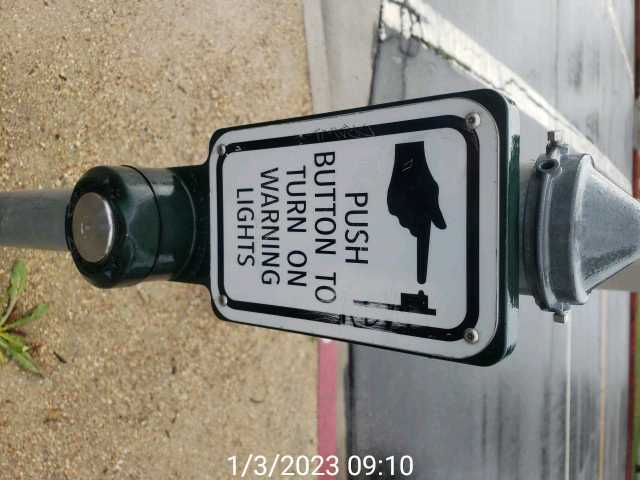 PUSH
BUTTON TO
TURN ON
WARNING
LIGHTS
1/3/2023 09:10